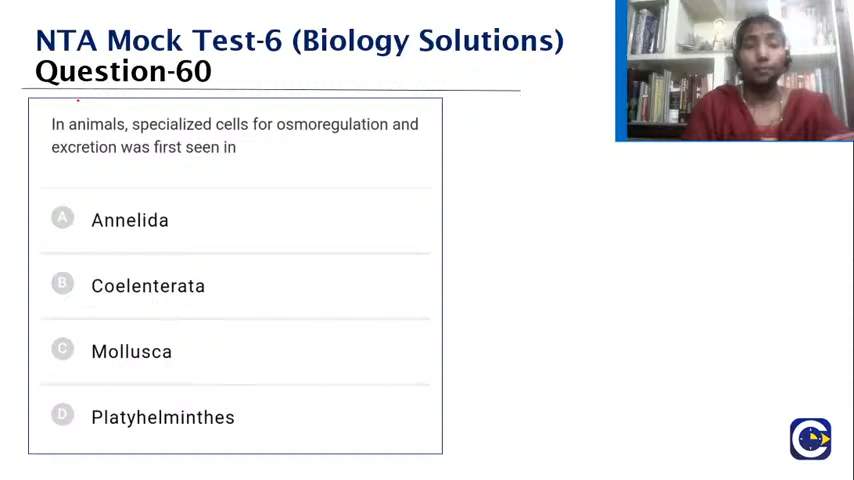 NTA Mock Test-6 (Biology Solutions)
Question-60
In animals, specialized cells for osmoregulation and
excretion was first seen in
A Annelida
B Coelenterata
C Mollusca
D Platyhelminthes